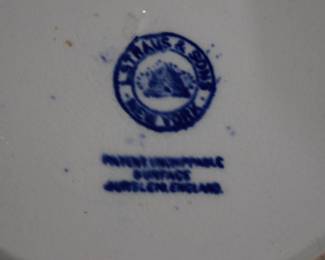 L STRAUS & SONS
NEW YORK
PATENT UNCHIPPABLE
SURFACE
BURSLEM, ENGLAND.